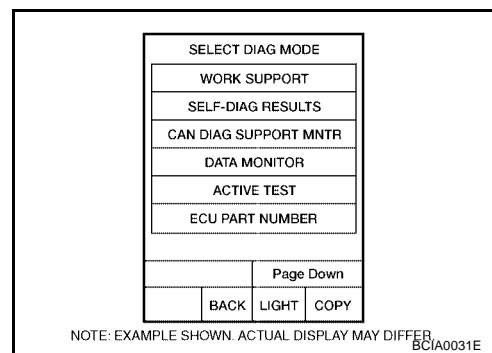 SELECT DIAG MODE
WORK SUPPORT
SELF-DIAG RESULTS
CAN DIAG SUPPORT MNTR
DATA MONITOR
ACTIVE TEST
ECU PART NUMBER
Page Down
BACK LIGHT COPY
NOTE: EXAMPLE SHOWN. ACTUAL DISPLAY MAY DIFFER
BCIA0031E